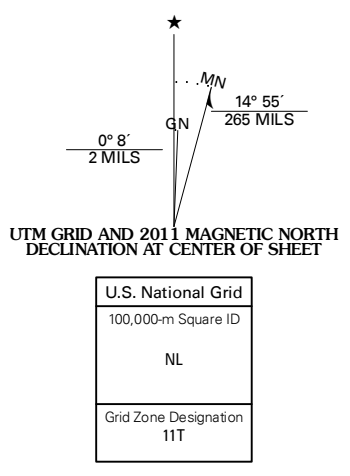 ★
MN
GN
14° 55´
265 MILS
0° 8´
2 MILS
UTM GRID AND 2011 MAGNETIC NORTH
DECLINATION AT CENTER OF SHEET
U.S. National Grid
100,000-m Square ID
NL
Grid Zone Designation
11T